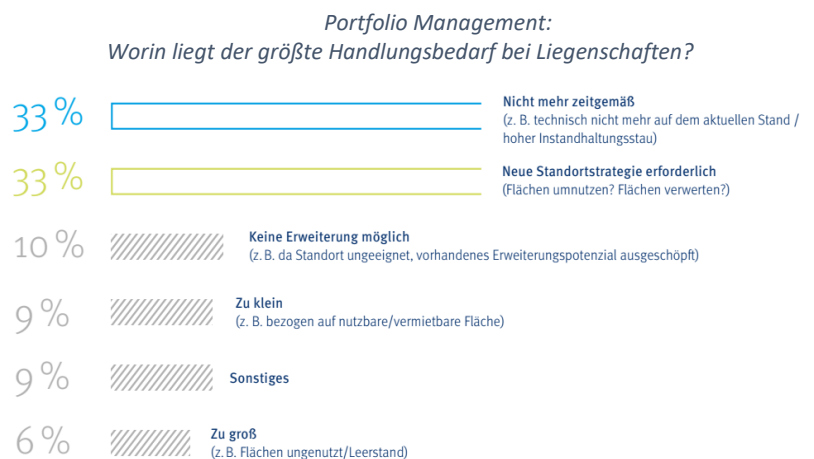 Portfolio Management:
Worin liegt der größte Handlungsbedarf bei Liegenschaften?
33 %
Nicht mehr zeitgemäß
(z. B. technisch nicht mehr auf dem aktuellen Stand /
hoher Instandhaltungsstau)
33 %
Neue Standortstrategie erforderlich
(Flächen umnutzen? Flächen verwerten?)
10 %
Keine Erweiterung möglich
(z. B. da Standort ungeeignet, vorhandenes Erweiterungspotenzial ausgeschöpft)
9 %
Zu klein
(z. B. bezogen auf nutzbare/vermietbare Fläche)
9 %
Sonstiges
6 %
Zu groß
(z. B. Flächen ungenutzt/Leerstand)